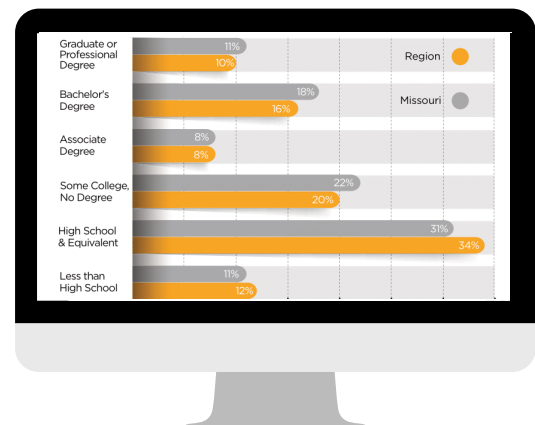 Graduate or
Professional
Degree
11%
10%
Region
Bachelor's
Degree
18%
16%
Missouri
Associate
Degree
8%
8%
Some College,
No Degree
22%
20%
High School
& Equivalent
31%
34%
Less than
High School
11%
12%